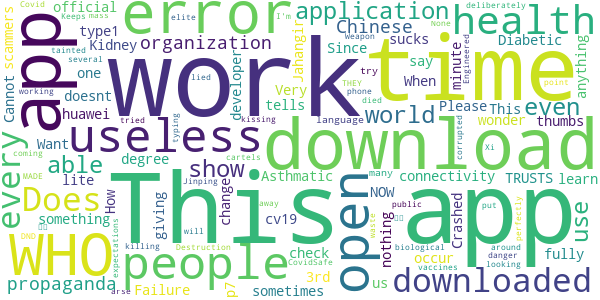 Covid
Keeps
mass
official
scammers
type1
Kidney
Since
error
elite
I'm
None
deliberately
application
Chinese
health
organization
Jahangir
sucks
Weapon
tainted
several
Diabetic
Engineered
anything
app
work
time
Cannot
one
doesnt
huawei
developer
Very
tells
lied
try
When
say
minute
THEY
phone
died
Please
This
even
working
tried
kissing
language
world
wonder
thumbs
point
useless
download
every
Want
able
degree
show
typing
cartels
corrupted
Xi
lite
Asthmatic
many
NOW
connectivity
TRUSTS
learn
coming
MADE
Does
How
something
giving
change
cv19
This app
open
Jinping
away
public
nothing
Crashed
put
occur
use
perfectly
WHO
people
check
3rd
us
waste
fully
propaganda
expectations
killing
will
Destruction
CovidSafe
biological
around
danger
looking
vaccines
DND
Failure
arse
p7
sometimes
downloaded